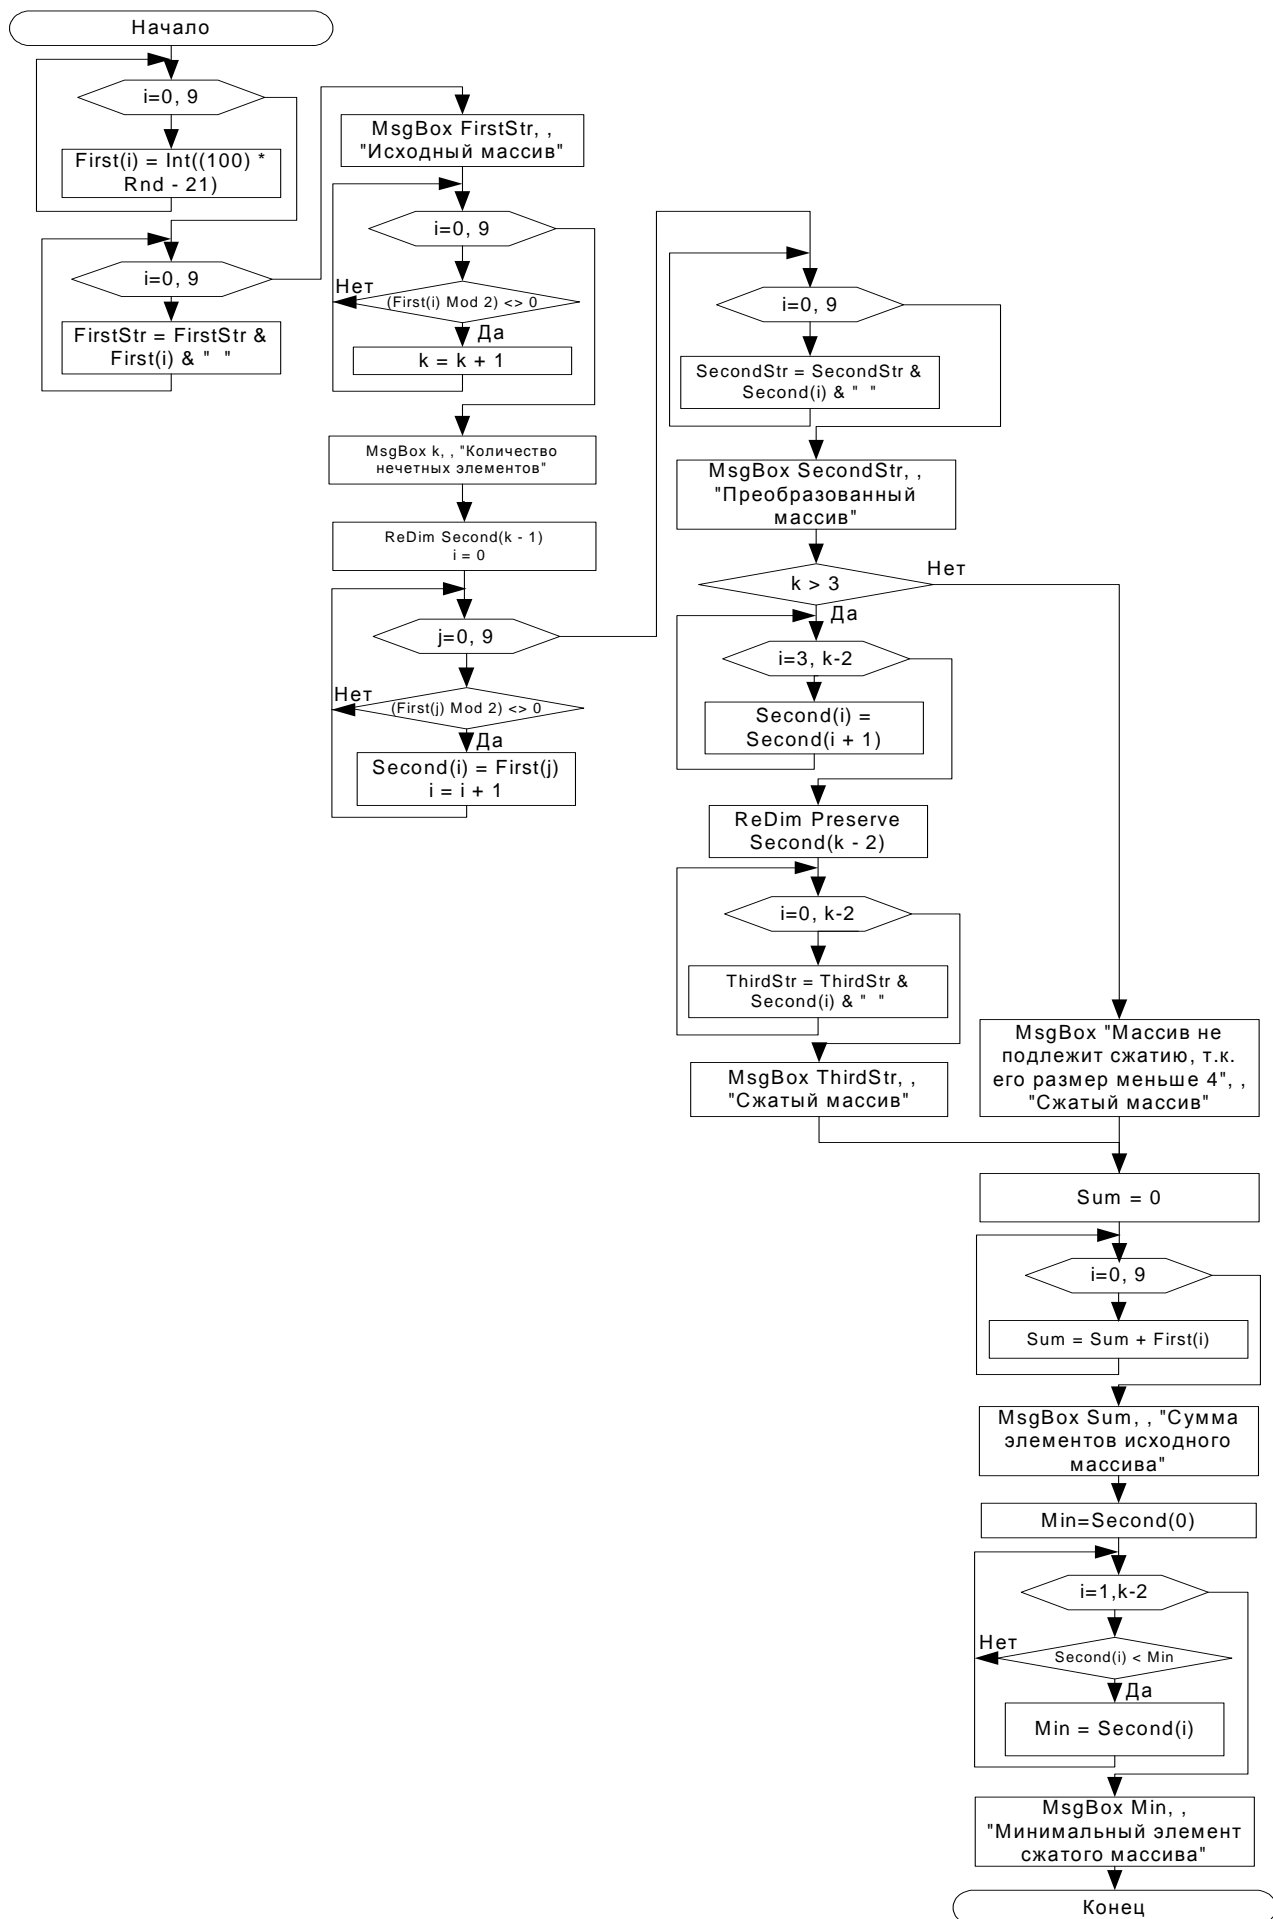 Начало
i=0, 9
First(i) = Int((100) *
Rnd - 21)
i=0, 9
FirstStr = FirstStr &
First(i) & "  "
MsgBox FirstStr, ,
"Исходный массив"
i=0, 9
Нет
(First(i) Mod 2) <> 0
Да
k = k + 1
MsgBox k, , "Количество
нечетных элементов"
ReDim Second(k - 1)
i = 0
j=0, 9
Нет
(First(j) Mod 2) <> 0
Да
Second(i) = First(j)
i = i + 1
i=0, 9
SecondStr = SecondStr &
Second(i) & "  "
MsgBox SecondStr, ,
"Преобразованный
массив"
k > 3
Нет
Да
i=3, k-2
Second(i) =
Second(i + 1)
ReDim Preserve
Second(k - 2)
i=0, k-2
ThirdStr = ThirdStr &
Second(i) & "  "
MsgBox ThirdStr, ,
"Сжатый массив"
MsgBox "Массив не
подлежит сжатию, т.к.
его размер меньше 4", ,
"Сжатый массив"
Sum = 0
i=0, 9
Sum = Sum + First(i)
MsgBox Sum, , "Сумма
элементов исходного
массива"
Min=Second(0)
i=1,k-2
Нет
Second(i) < Min
Да
Min = Second(i)
MsgBox Min, ,
"Минимальный элемент
сжатого массива"
Конец